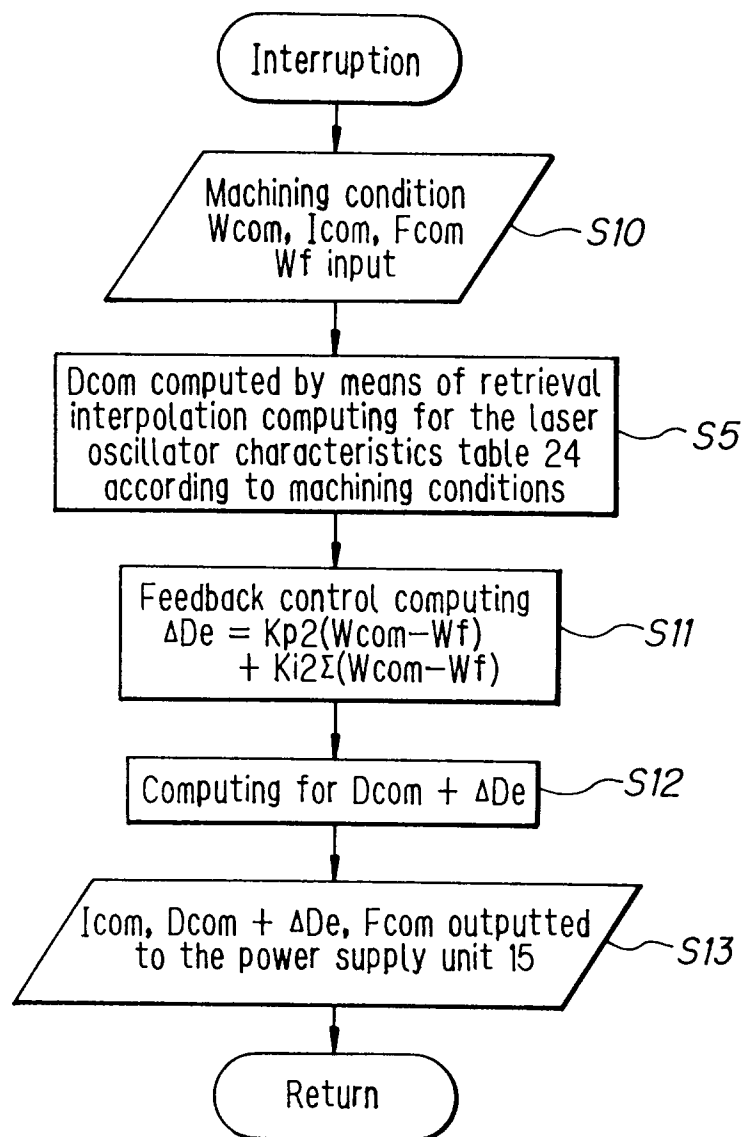 Interruption
Machining condition
Wcom, Icom, Fcom
Wf input
S10
Dcom computed by means of retrieval
interpolation computing for the laser
oscillator characteristics table 24
according to machining conditions
S5
Feedback control computing
ΔDe = Kp2(Wcom-Wf)
+ Ki2Σ(Wcom-Wf)
S11
Computing for Dcom + ΔDe
S12
Icom, Dcom + ΔDe, Fcom outputted
to the power supply unit 15
S13
Return